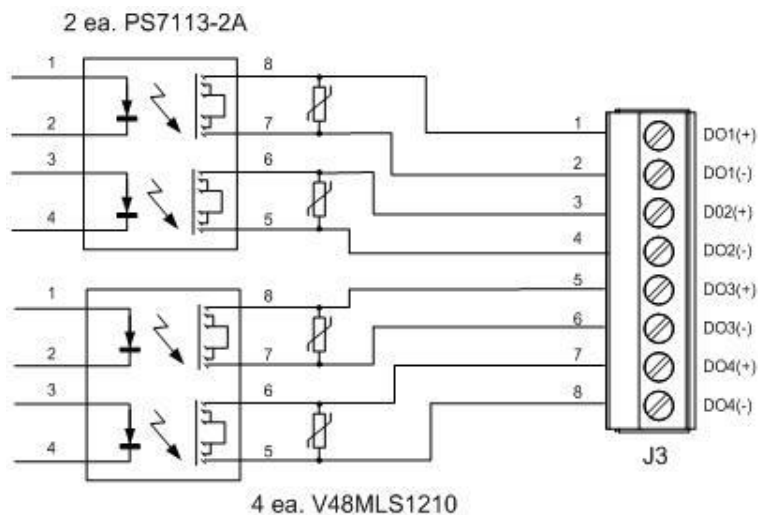 2 ea. PS7113-2A
1
8
2
7
3
6
4
5
1
8
2
7
3
6
4
5
1
2
3
4
5
6
7
8
DO1(+)
DO1(-)
D02(+)
DO2(-)
DO3(+)
DO3(-)
DO4(+)
DO4(-)
J3
4 ea. V48MLS1210